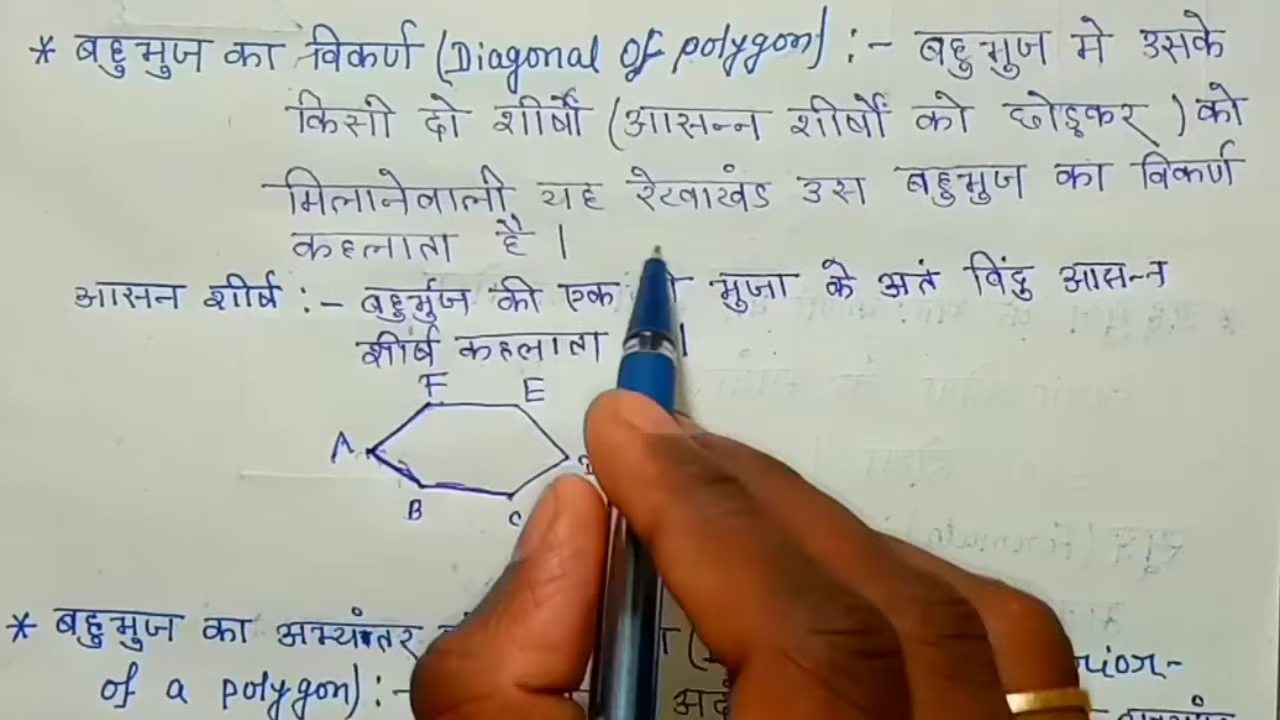 * बहुभुज का विकर्ण (Diagonal of polygon) :- बहुभुज मे उसके
किसी दो शीर्षों (आसन्न शीर्षों को छोड़कर) को
मिलानेवाली यह रेखाखंड उस बहुभुज का विकर्ण
कहलाता है ।
आसन शीर्ष :- बहुर्भुज की एक भुजा के अतं विंदु आसन्न
शीर्ष कहलाता ।
F E
A
B C
* बहुभुज का अभ्यंतर
of a polygon) :-